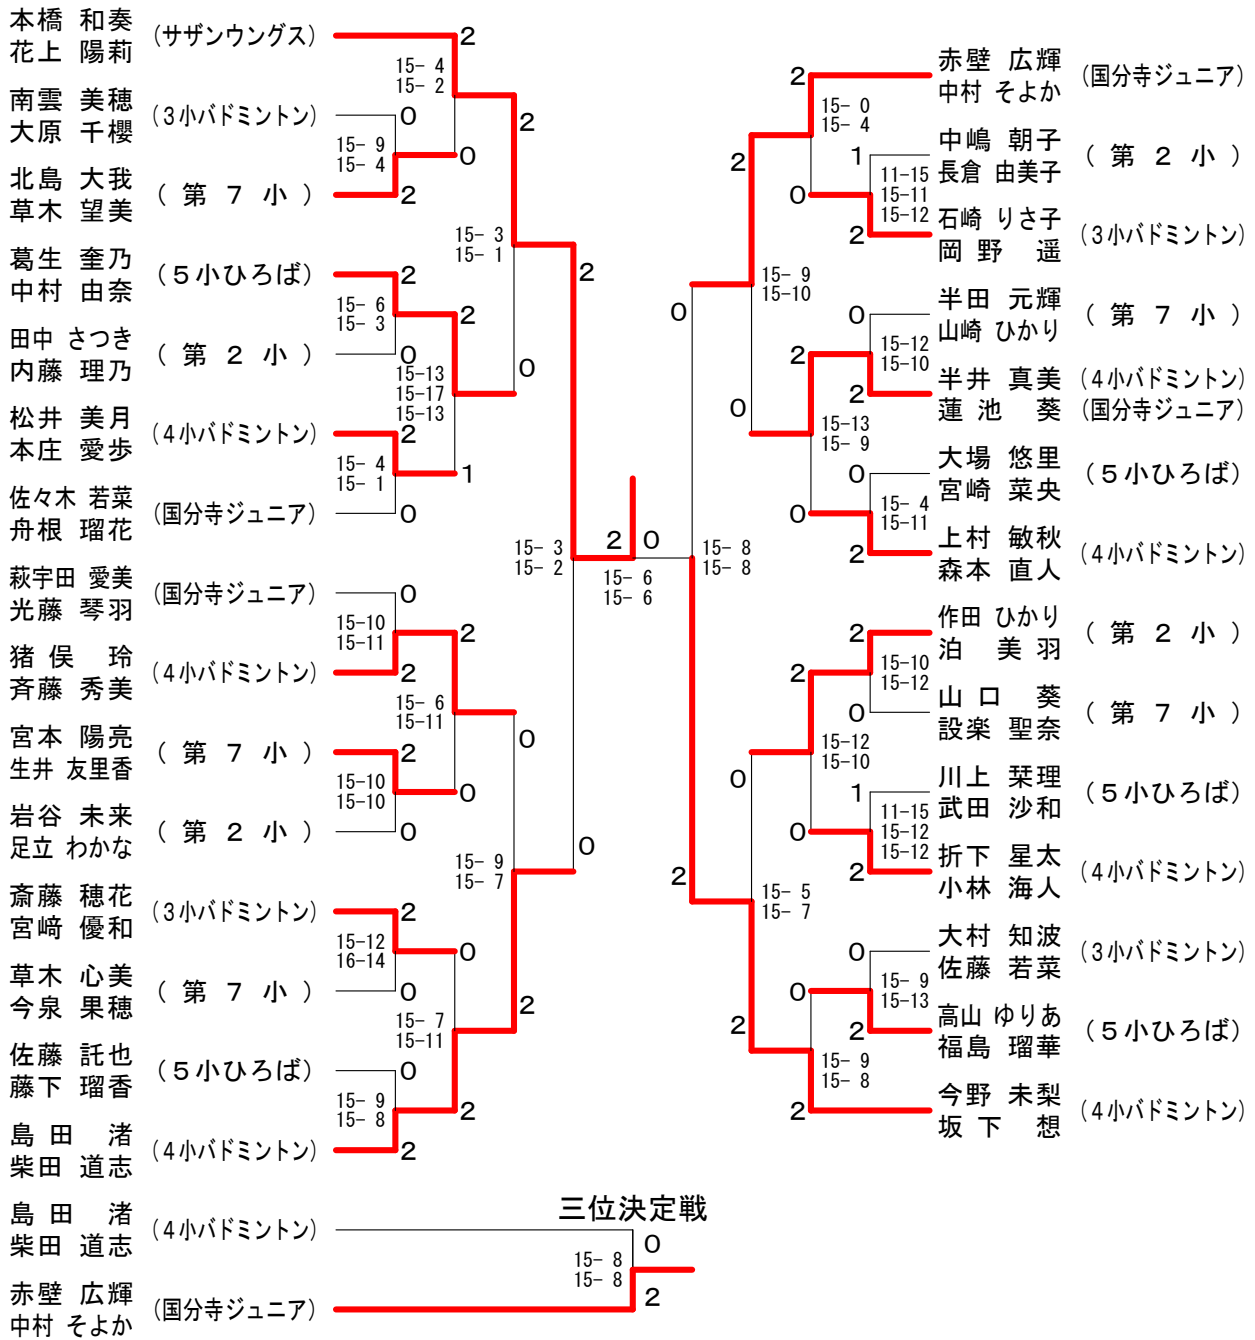 本橋 和奏
花上 陽莉
(サザンウングス)
2
15- 4
15- 2
南雲 美穂
大原 千櫻
(3小バドミントン)
0
15- 9
15- 4
0
2
北島 大我
草木 望美
( 第 7 小 )
2
15- 3
15- 1
2
葛生 奎乃
中村 由奈
(5小ひろば)
2
15- 6
15- 3
2
田中 さつき
内藤 理乃
( 第 2 小 )
0
15-13
15-17
15-13
0
松井 美月
本庄 愛歩
(4小バドミントン)
2
15- 4
15- 1
1
佐々木 若菜
舟根 瑠花
(国分寺ジュニア)
0
15- 3
15- 2
萩宇田 愛美
光藤 琴羽
(国分寺ジュニア)
0
15-10
15-11
2
猪 俣 玲
斉藤 秀美
(4小バドミントン)
2
15- 6
15-11
0
宮本 陽亮
生井 友里香
( 第 7 小 )
2
15-10
15-10
0
岩谷 未来
足立 わかな
( 第 2 小 )
0
15- 9
15- 7
0
斎藤 穂花
宮﨑 優和
(3小バドミントン)
2
15-12
16-14
0
草木 心美
今泉 果穂
( 第 7 小 )
0
15- 7
15-11
2
佐藤 託也
藤下 瑠香
(5小ひろば)
0
15- 9
15- 8
2
島 田 渚
柴田 道志
(4小バドミントン)
2
2 0
15- 6
15- 6
赤壁 広輝
中村 そよか
(国分寺ジュニア)
2
15- 0
15- 4
2
中嶋 朝子
長倉 由美子
( 第 2 小 )
1
11-15
15-11
15-12
0
石崎 りさ子
岡 野 遥
(3小バドミントン)
2
15- 9
15-10
0
半田 元輝
山崎 ひかり
( 第 7 小 )
0
15-12
15-10
2
半井 真美
蓮 池 葵
(4小バドミントン)
(国分寺ジュニア)
2
15-13
15- 9
0
大場 悠里
宮崎 菜央
(5小ひろば)
0
15- 4
15-11
0
上村 敏秋
森本 直人
(4小バドミントン)
2
15- 8
15- 8
作田 ひかり
泊 美 羽
( 第 2 小 )
2
15-10
15-12
2
山 口 葵
設楽 聖奈
( 第 7 小 )
0
15-12
15-10
0
川上 栞理
武田 沙和
(5小ひろば)
1
11-15
15-12
15-12
0
折下 星太
小林 海人
(4小バドミントン)
2
15- 5
15- 7
2
大村 知波
佐藤 若菜
(3小バドミントン)
0
15- 9
15-13
0
高山 ゆりあ
福島 瑠華
(5小ひろば)
2
15- 9
15- 8
2
今野 未梨
坂 下 想
(4小バドミントン)
2
三位決定戦
島 田 渚
柴田 道志
(4小バドミントン)
0
15- 8
15- 8
赤壁 広輝
中村 そよか
(国分寺ジュニア)
2